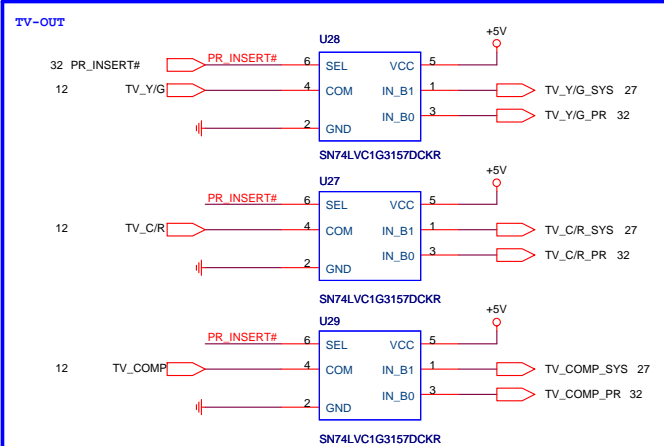 TV-OUT
U28
+5V
32 PR_INSERT# PR_INSERT# 6 SEL VCC 5
12 TV_Y/G 4 COM IN_B1 1 TV_Y/G_SYS 27
IN_B0 3 TV_Y/G_PR 32
2 GND
SN74LVC1G3157DCKR
U27
+5V
PR_INSERT# 6 SEL VCC 5
12 TV_C/R 4 COM IN_B1 1 TV_C/R_SYS 27
IN_B0 3 TV_C/R_PR 32
2 GND
SN74LVC1G3157DCKR
U29
+5V
PR_INSERT# 6 SEL VCC 5
12 TV_COMP 4 COM IN_B1 1 TV_COMP_SYS 27
IN_B0 3 TV_COMP_PR 32
2 GND
SN74LVC1G3157DCKR